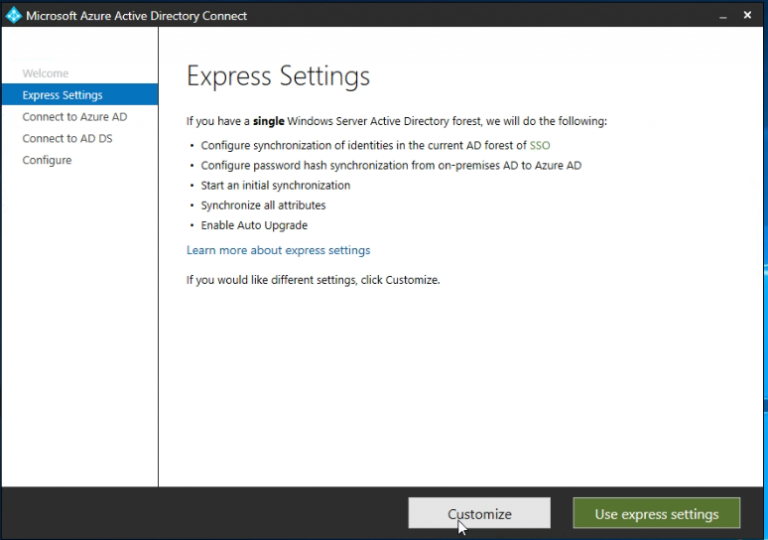 Microsoft Azure Active Directory Connect
Welcome
Express Settings
Connect to Azure AD
Connect to AD DS
Configure
Express Settings
If you have a single Windows Server Active Directory forest, we will do the following:
• Configure synchronization of identities in the current AD forest of SSO
• Configure password hash synchronization from on-premises AD to Azure AD
• Start an initial synchronization
• Synchronize all attributes
• Enable Auto Upgrade
Learn more about express settings
If you would like different settings, click Customize.
Customize
Use express settings